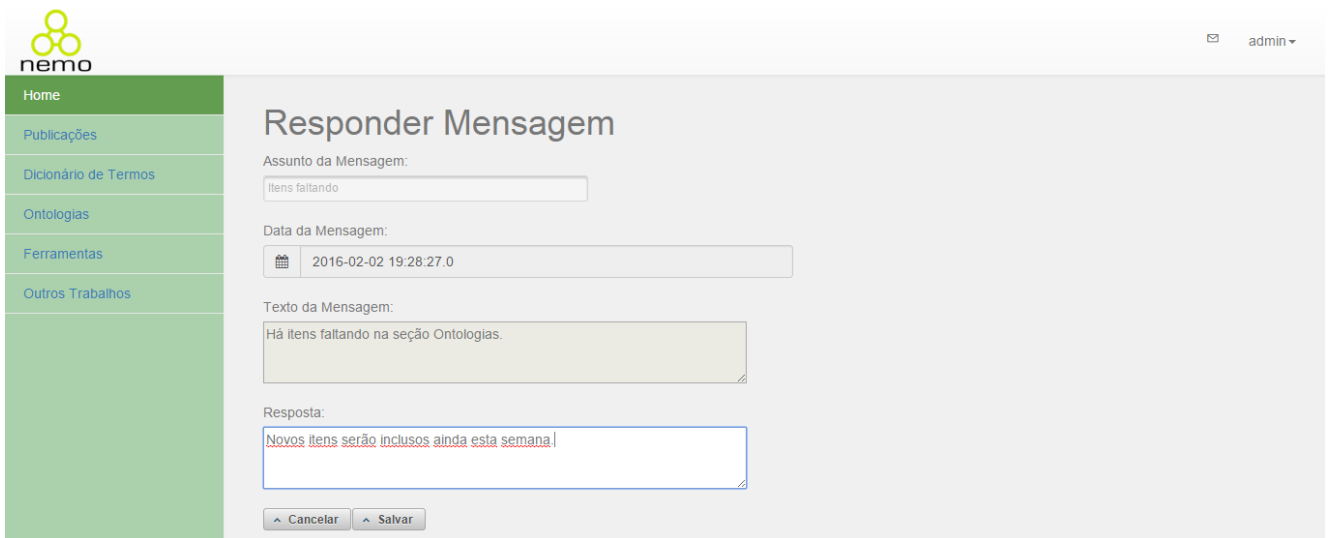 nemo
admin
Home
Publicações
Dicionário de Termos
Ontologias
Ferramentas
Outros Trabalhos
Responder Mensagem
Assunto da Mensagem:
Itens faltando
Data da Mensagem:
2016-02-02 19:28:27.0
Texto da Mensagem:
Há itens faltando na seção Ontologias.
Resposta:
Novos itens serão inclusos ainda esta semana.
Cancelar
Salvar